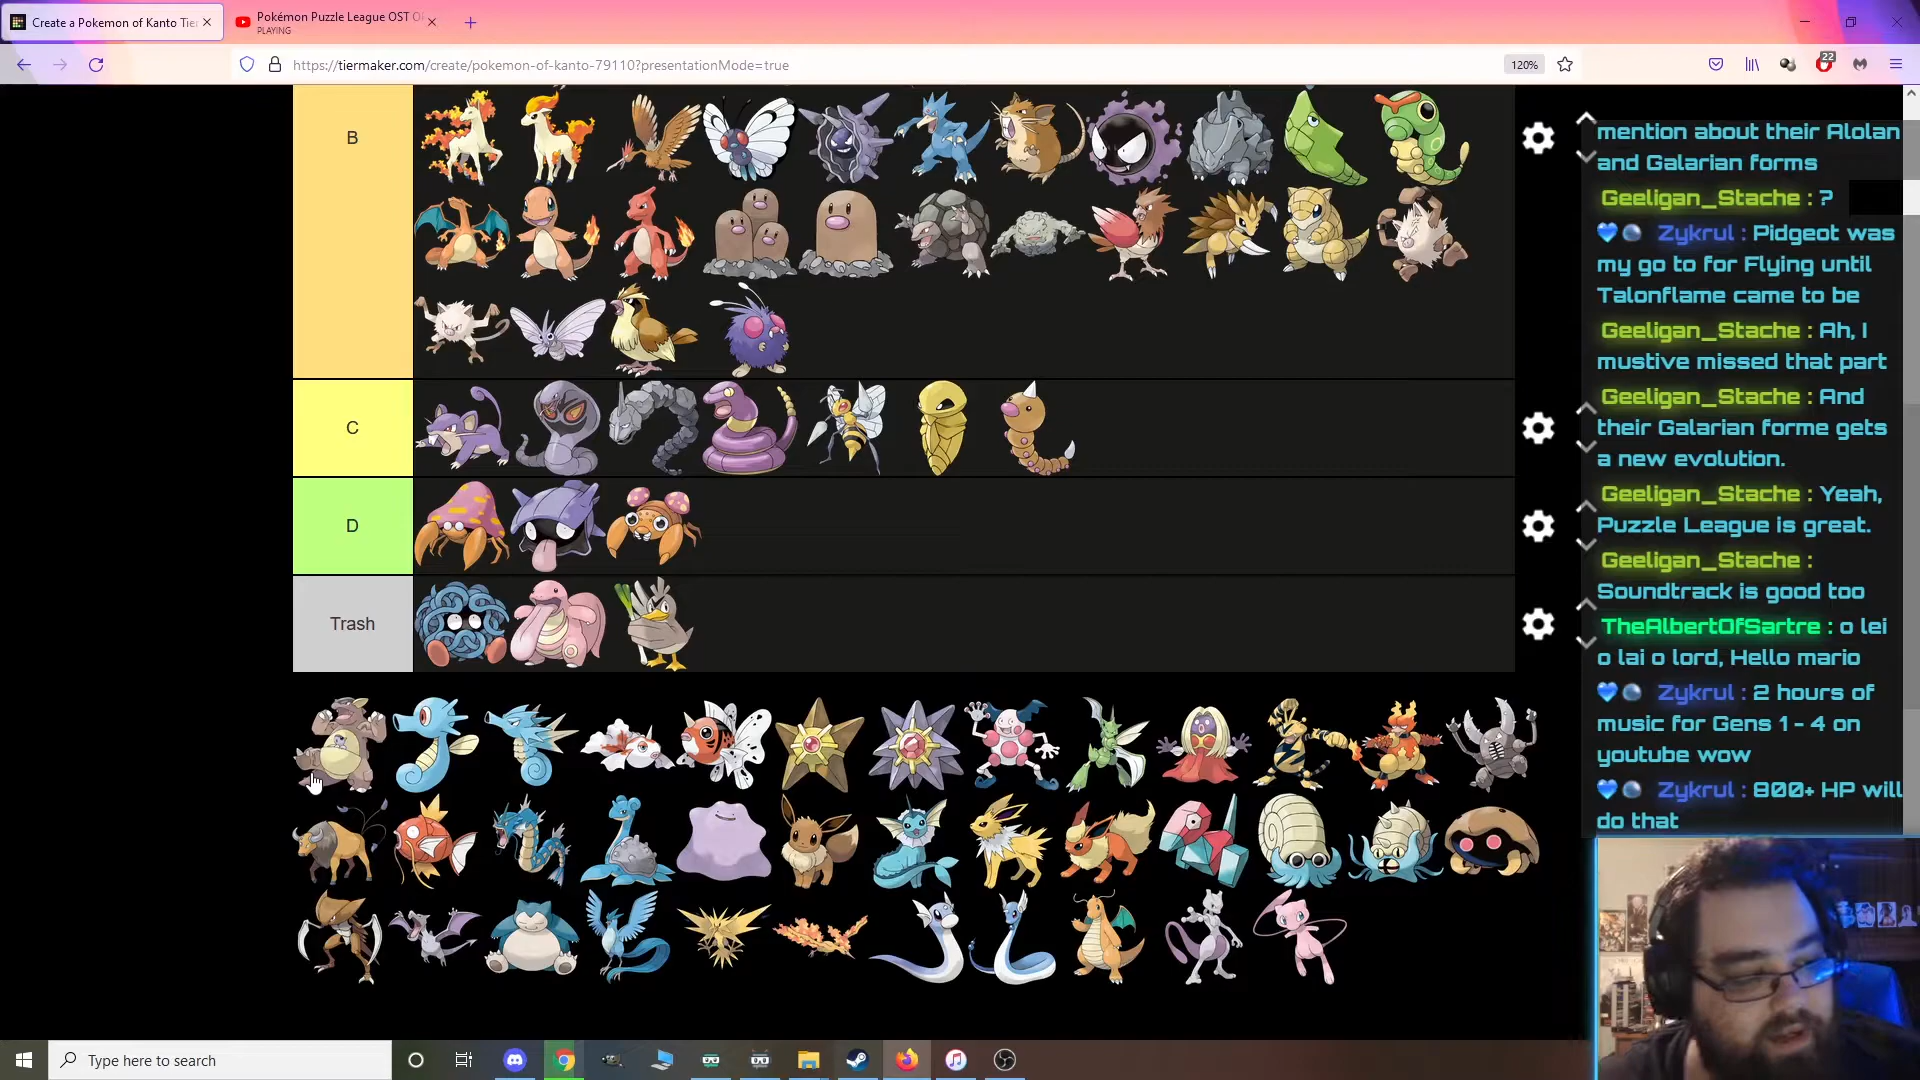 Create a Pokemon of Kanto Tie
Pokémon Puzzle League OST O
PLAYING
https://tiermaker.com/create/pokemon-of-kanto-79110?presentationMode=true
120%
22
B
C
D
Trash
mention about their Alolan
and Galarian forms
Geeligan_Stache : ?
Zykrul : Pidgeot was
my go to for Flying until
Talonflame came to be
Geeligan_Stache : Ah, I
mustive missed that part
Geeligan_Stache : And
their Galarian forme gets
a new evolution.
Geeligan_Stache : Yeah,
Puzzle League is great.
Geeligan_Stache :
Soundtrack is good too
TheAlbertOfSartre : o lei
o lai o lord, Hello mario
Zykrul : 2 hours of
music for Gens 1 - 4 on
youtube wow
Zykrul : 800+ HP will
do that
Type here to search